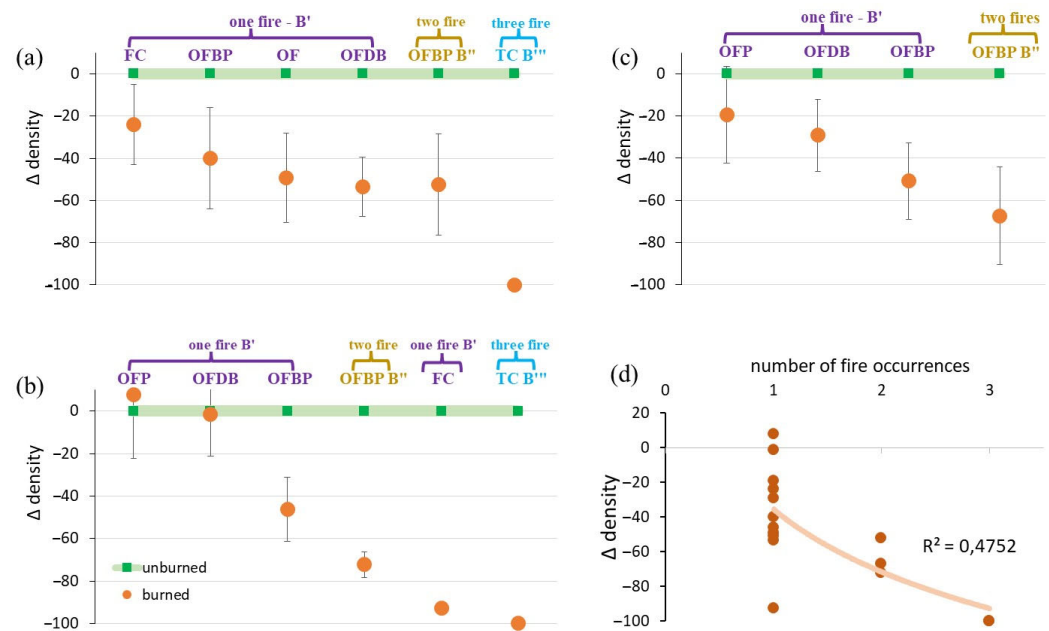 (a)
one fire - B'
two fire
three fire
FC OFBP OF OFDB OFBP B" TC B'"
Δ density
0
−20
−40
−60
−80
−100
(c)
one fire - B'
two fires
OFP OFDB OFBP OFBP B"
Δ density
0
−20
−40
−60
−80
−100
(b)
one fire B'
two fire
one fire B'
three fire
OFP OFDB OFBP OFBP B" FC TC B'"
Δ density
0
−20
−40
−60
−80
−100
unburned
burned
(d)
number of fire occurrences
0 1 2 3
Δ density
20
0
−20
−40
−60
−80
−100
R² = 0,4752